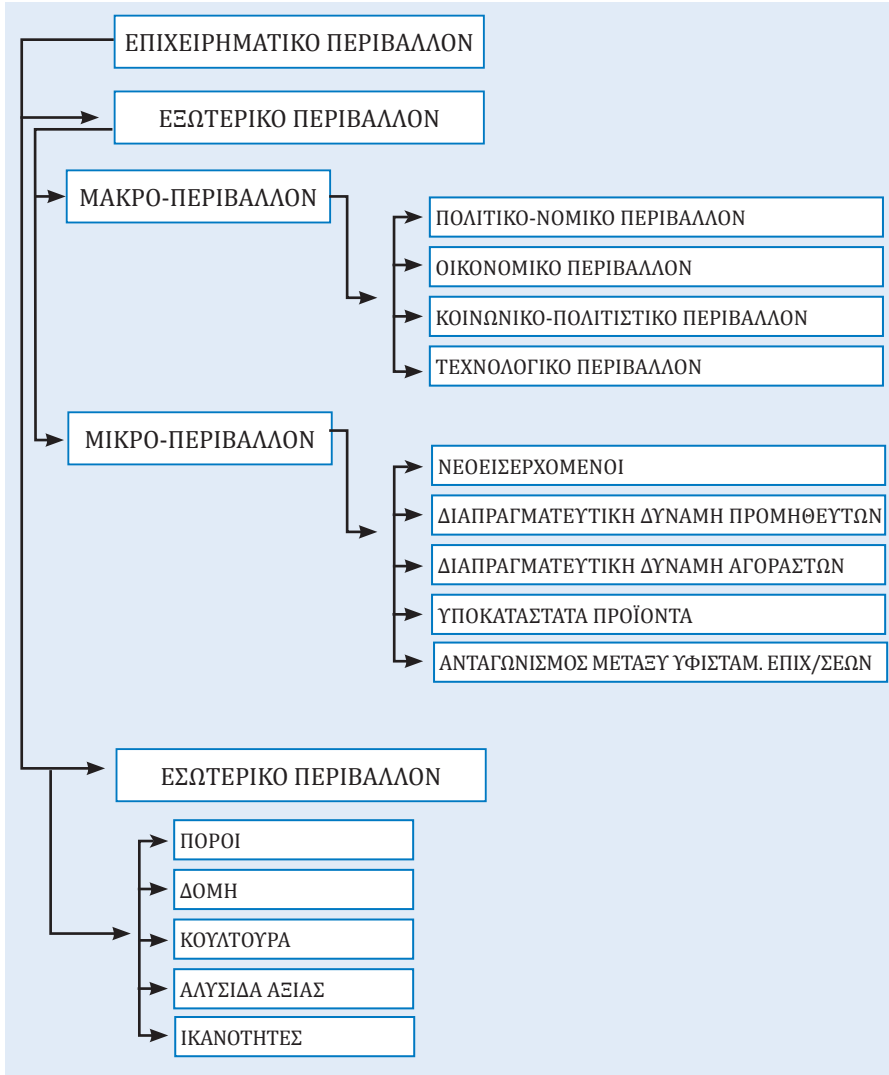 ΕΠΙΧΕΙΡΗΜΑΤΙΚΟ ΠΕΡΙΒΑΛΛΟΝ
ΕΞΩΤΕΡΙΚΟ ΠΕΡΙΒΑΛΛΟΝ
ΜΑΚΡΟ-ΠΕΡΙΒΑΛΛΟΝ
ΠΟΛΙΤΙΚΟ-ΝΟΜΙΚΟ ΠΕΡΙΒΑΛΛΟΝ
ΟΙΚΟΝΟΜΙΚΟ ΠΕΡΙΒΑΛΛΟΝ
ΚΟΙΝΩΝΙΚΟ-ΠΟΛΙΤΙΣΤΙΚΟ ΠΕΡΙΒΑΛΛΟΝ
ΤΕΧΝΟΛΟΓΙΚΟ ΠΕΡΙΒΑΛΛΟΝ
ΜΙΚΡΟ-ΠΕΡΙΒΑΛΛΟΝ
ΝΕΟΕΙΣΕΡΧΟΜΕΝΟΙ
ΔΙΑΠΡΑΓΜΑΤΕΥΤΙΚΗ ΔΥΝΑΜΗ ΠΡΟΜΗΘΕΥΤΩΝ
ΔΙΑΠΡΑΓΜΑΤΕΥΤΙΚΗ ΔΥΝΑΜΗ ΑΓΟΡΑΣΤΩΝ
ΥΠΟΚΑΤΑΣΤΑΤΑ ΠΡΟΪΟΝΤΑ
ΑΝΤΑΓΩΝΙΣΜΟΣ ΜΕΤΑΞΥ ΥΦΙΣΤΑΜ. ΕΠΙΧ/ΣΕΩΝ
ΕΣΩΤΕΡΙΚΟ ΠΕΡΙΒΑΛΛΟΝ
ΠΟΡΟΙ
ΔΟΜΗ
ΚΟΥΛΤΟΥΡΑ
ΑΛΥΣΙΔΑ ΑΞΙΑΣ
ΙΚΑΝΟΤΗΤΕΣ